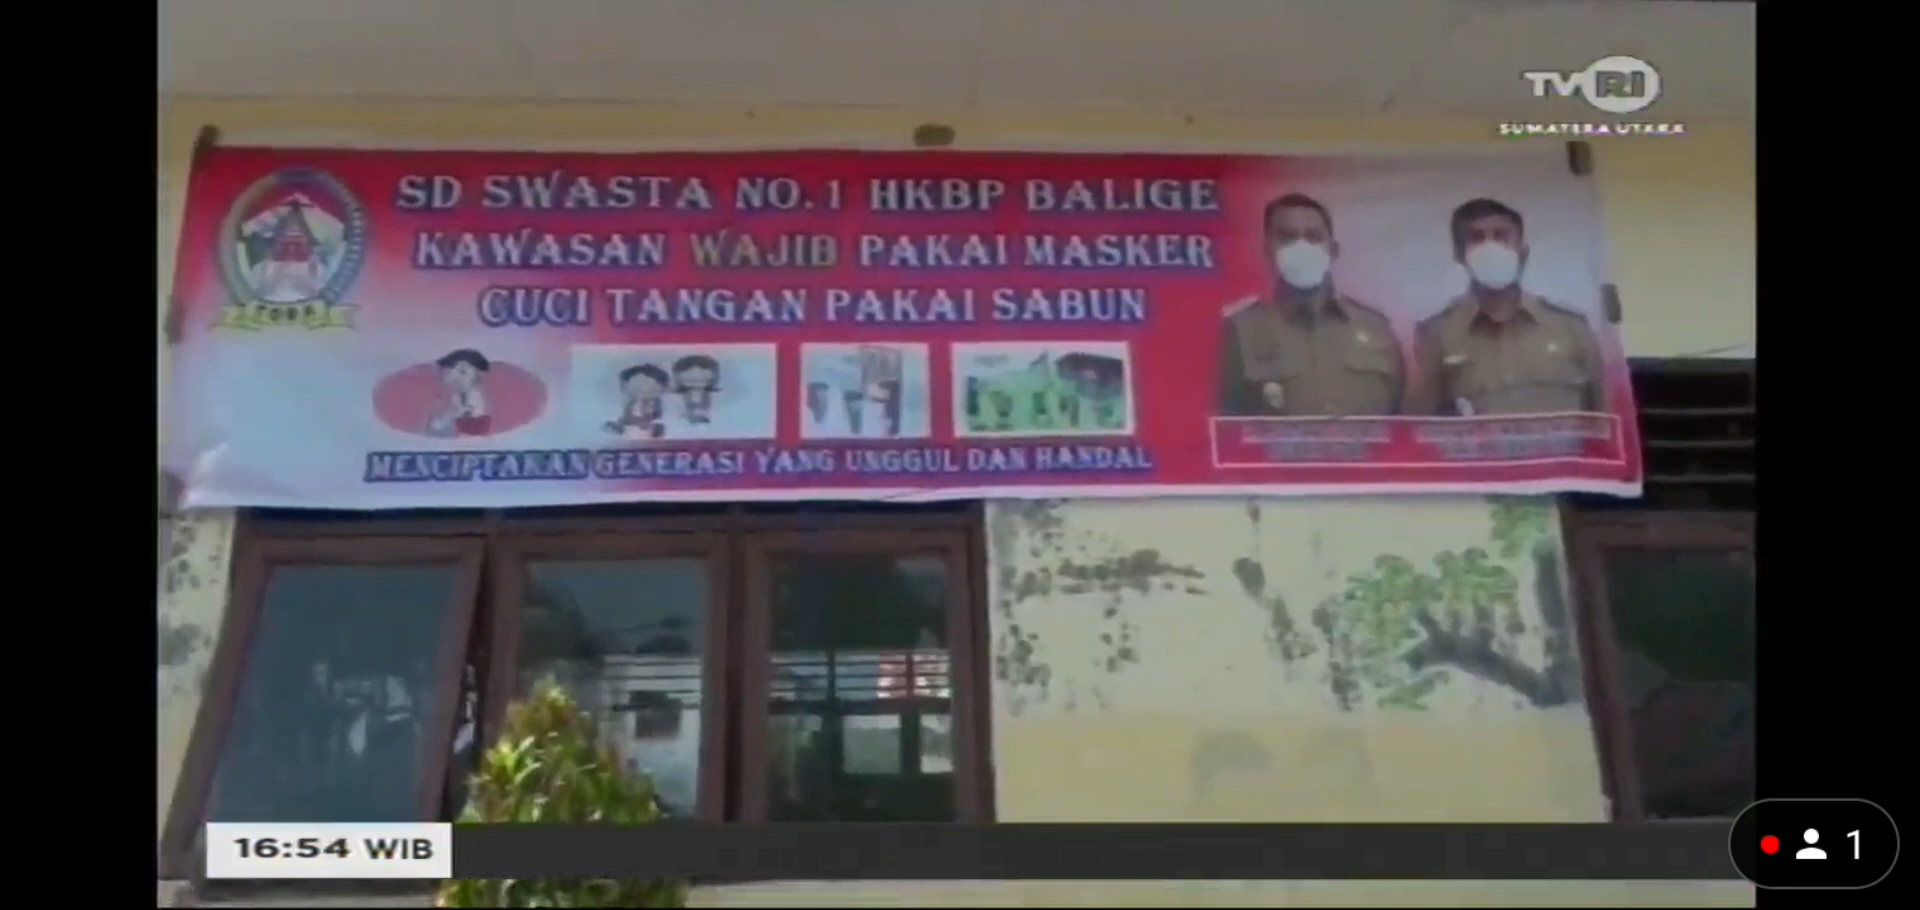 TVRI
SUMATERA UTARA
SD SWASTA NO.1 HKBP BALIGE
KAWASAN WAJIB PAKAI MASKER
CUCI TANGAN PAKAI SABUN
TOBA
MENCIPTAKAN GENERASI YANG UNGGUL DAN HANDAL
16:54 WIB
1